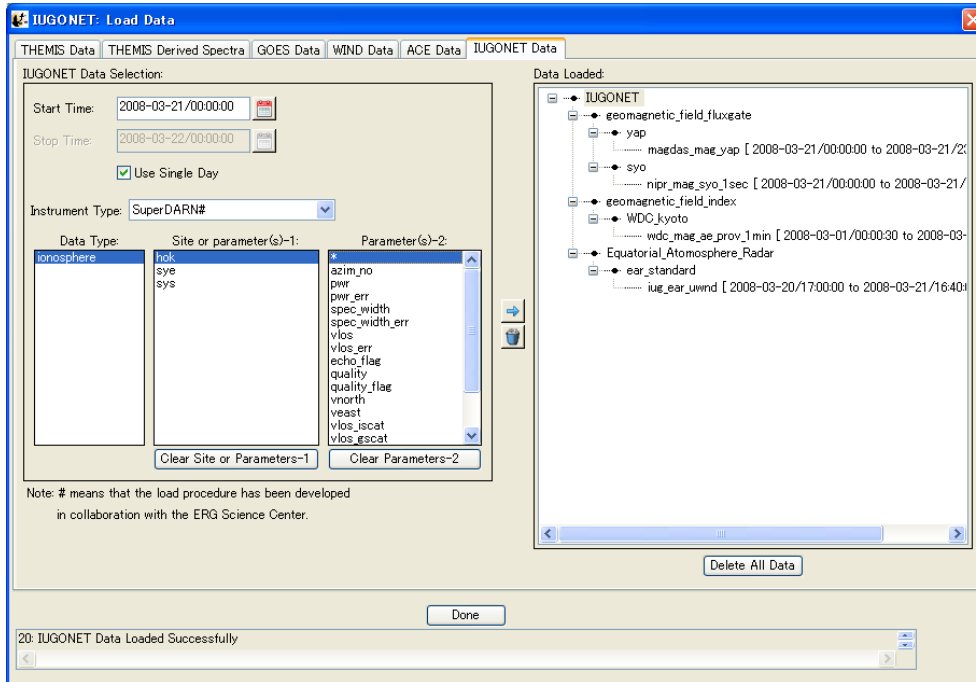 IUGONET: Load Data
THEMIS Data THEMIS Derived Spectra GOES Data WIND Data ACE Data IUGONET Data
IUGONET Data Selection:
Start Time: 2008-03-21/00:00:00
Stop Time: 2008-03-22/00:00:00
Use Single Day
Instrument Type: SuperDARN#
Data Type:
ionosphere
Site or parameter(s)-1:
hok
sye
sys
Clear Site or Parameters-1
Parameter(s)-2:
*
azim_no
pwr
pwr_err
spec_width
spec_width_err
vlos
vlos_err
echo_flag
quality
quality_flag
vnorth
veast
vlos_iscat
vlos_gscat
Clear Parameters-2
Note: # means that the load procedure has been developed
in collaboration with the ERG Science Center.
Data Loaded:
IUGONET
geomagnetic_field_fluxgate
yap
magdas_mag_yap [ 2008-03-21/00:00:00 to 2008-03-21/23
syo
nipr_mag_syo_1sec [ 2008-03-21/00:00:00 to 2008-03-21/
geomagnetic_field_index
WDC_kyoto
wdc_mag_ae_prov_1min [ 2008-03-01/00:00:30 to 2008-03-
Equatorial_Atomosphere_Radar
ear_standard
iug_ear_uwnd [ 2008-03-20/17:00:00 to 2008-03-21/16:40:
Delete All Data
Done
20: IUGONET Data Loaded Successfully